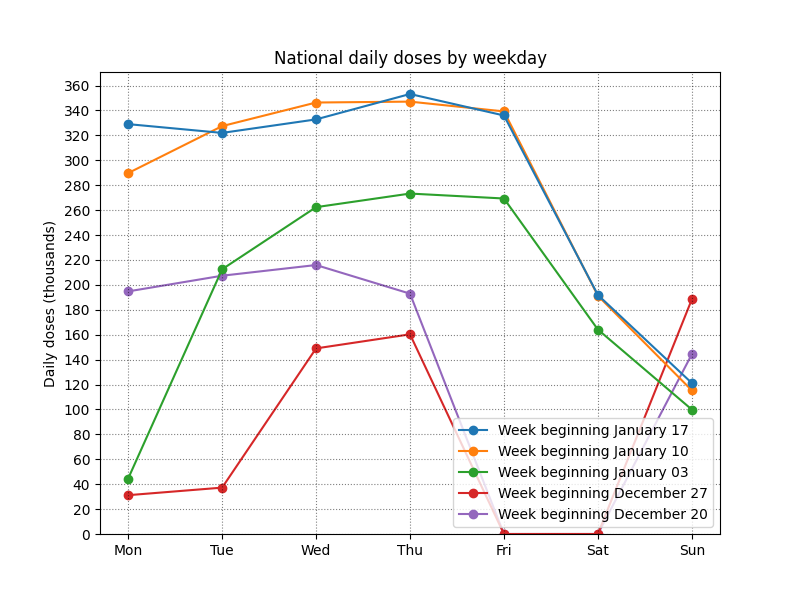 National daily doses by weekday
Daily doses (thousands)
360
340
320
300
280
260
240
220
200
180
160
140
120
100
80
60
40
20
0
Week beginning January 17
Week beginning January 10
Week beginning January 03
Week beginning December 27
Week beginning December 20
Mon Tue Wed Thu Fri Sat Sun